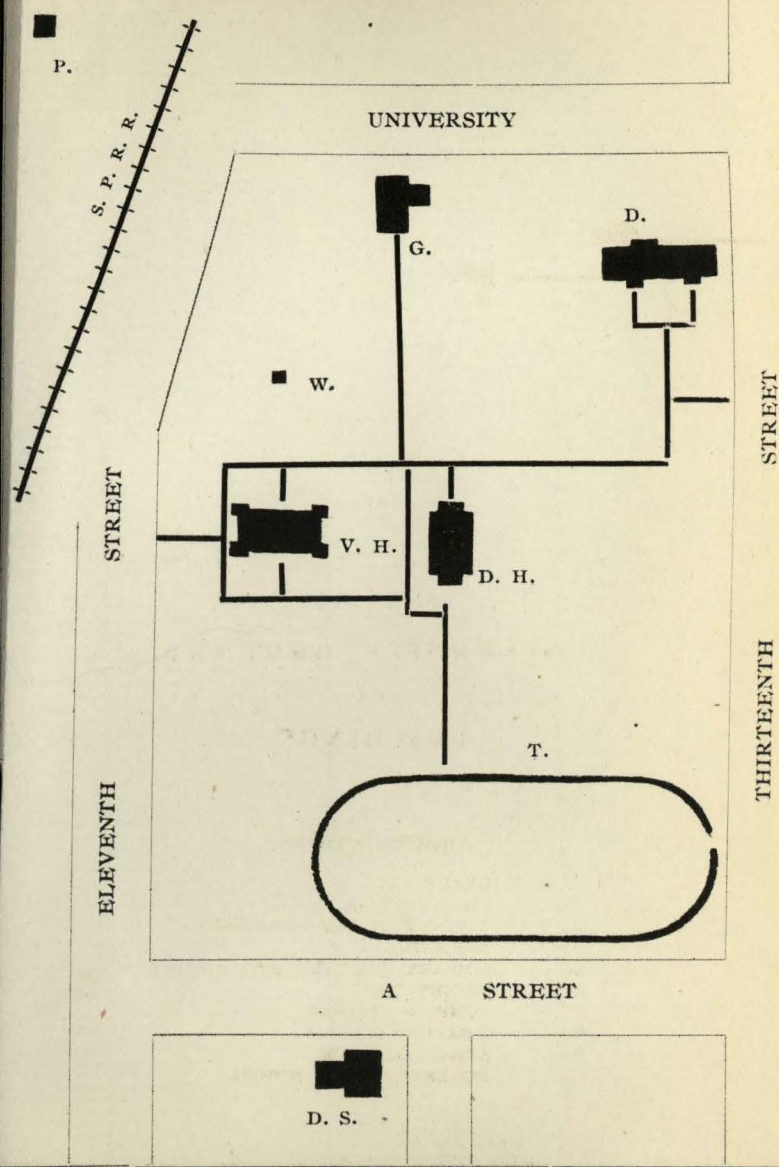 P.
S. P. R. R.
UNIVERSITY
D.
G.
W.
STREET
STREET
V. H.
D. H.
THIRTEENTH
T.
ELEVENTH
A STREET
D. S.